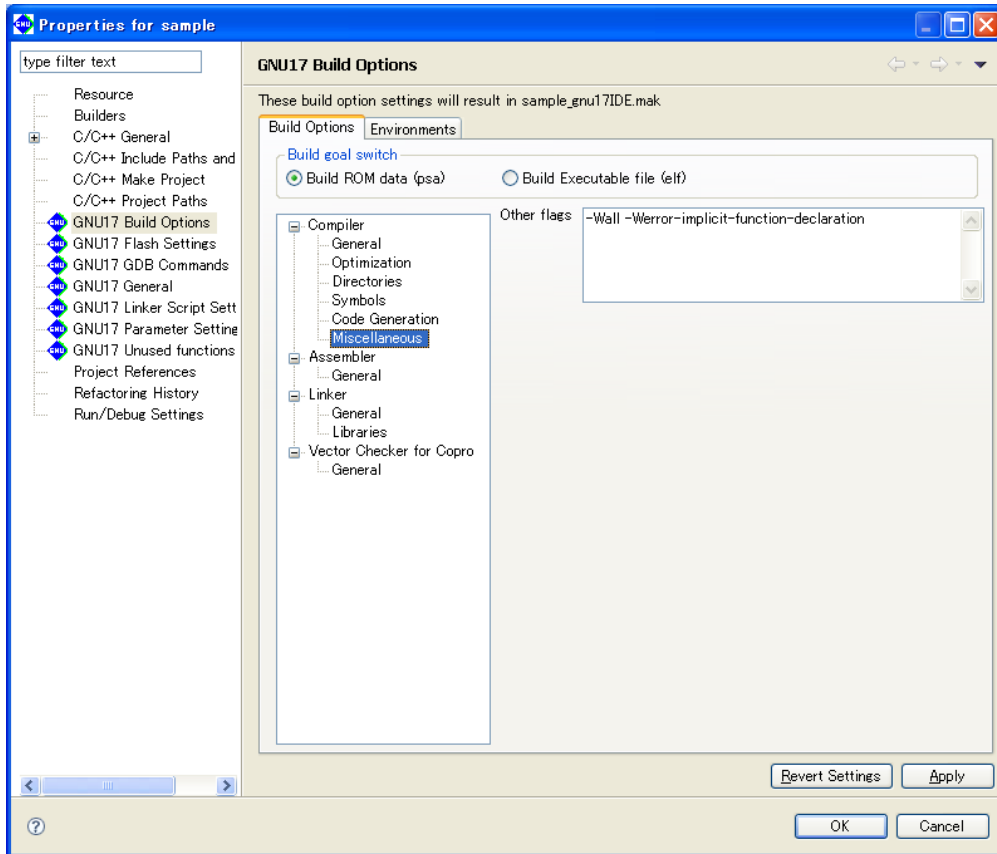 Properties for sample
type filter text
Resource
Builders
C/C++ General
C/C++ Include Paths and
C/C++ Make Project
C/C++ Project Paths
GNU17 Build Options
GNU17 Flash Settings
GNU17 GDB Commands
GNU17 General
GNU17 Linker Script Sett
GNU17 Parameter Setting
GNU17 Unused functions
Project References
Refactoring History
Run/Debug Settings
GNU17 Build Options
These build option settings will result in sample_gnu17IDE.mak
Build Options Environments
Build goal switch
Build ROM data (psa) Build Executable file (elf)
Compiler
General
Optimization
Directories
Symbols
Code Generation
Miscellaneous
Assembler
General
Linker
General
Libraries
Vector Checker for Copro
General
Other flags -Wall -Werror-implicit-function-declaration
Revert Settings Apply
OK Cancel